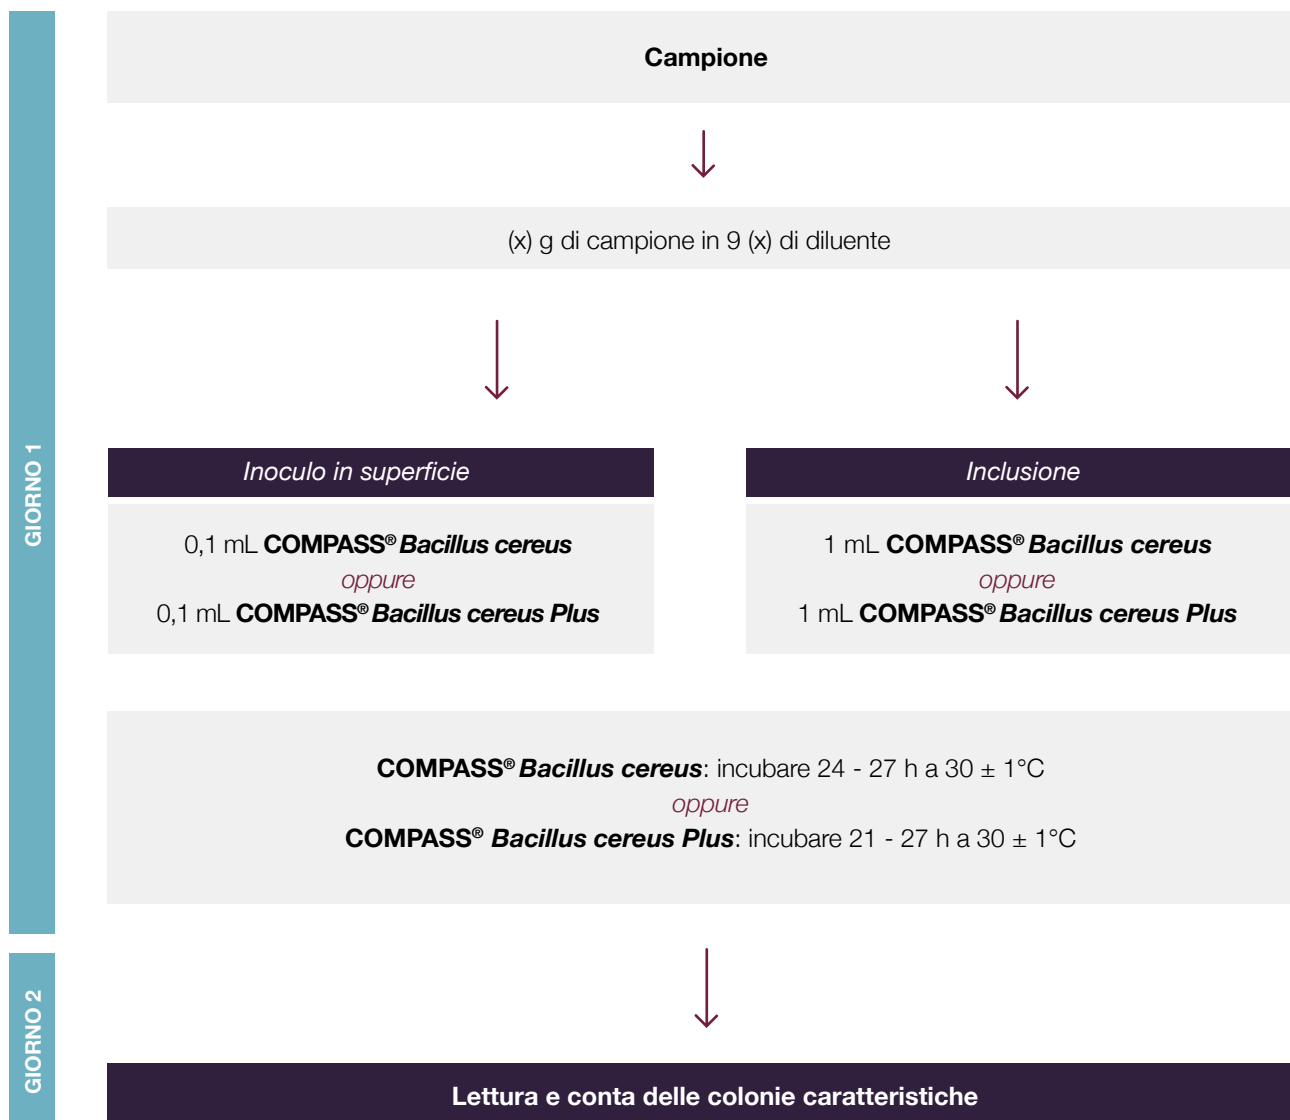 Campione
(x) g di campione in 9 (x) di diluente
GIORNO 1
Inoculo in superficie
0,1 mL COMPASS® Bacillus cereus
oppure
0,1 mL COMPASS® Bacillus cereus Plus
Inclusione
1 mL COMPASS® Bacillus cereus
oppure
1 mL COMPASS® Bacillus cereus Plus
COMPASS® Bacillus cereus: incubare 24 - 27 h a 30 ± 1°C
oppure
COMPASS® Bacillus cereus Plus: incubare 21 - 27 h a 30 ± 1°C
GIORNO 2
Lettura e conta delle colonie caratteristiche